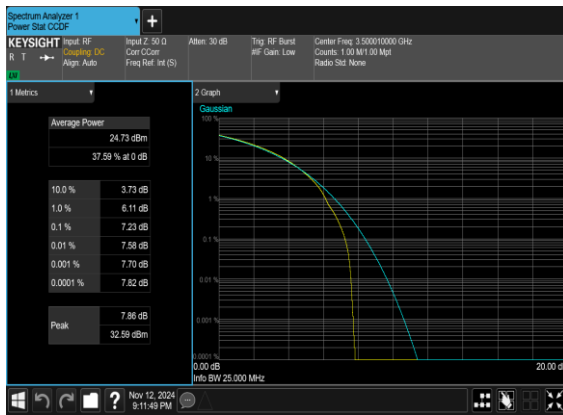 Spectrum Analyzer 1
Power Stat CCDF
KEYSIGHT
R T
LXI
Input: RF
Coupling: DC
Align: Auto
Input Z: 50 Ω
Corr CCorr
Freq Ref: Int (S)
Atten: 30 dB
Trig: RF Burst
#IF Gain: Low
Center Freq: 3.500010000 GHz
Counts: 1.00 M/1.00 Mpt
Radio Std: None
1 Metrics
Average Power
24.73 dBm
37.59 % at 0 dB
10.0 % 3.73 dB
1.0 % 6.11 dB
0.1 % 7.23 dB
0.01 % 7.58 dB
0.001 % 7.70 dB
0.0001 % 7.82 dB
Peak
7.86 dB
32.59 dBm
2 Graph
Gaussian
100 %
10 %
1 %
0.1 %
0.01 %
0.001 %
0.0001 %
0.00 dB
20.00 d
Info BW 25.000 MHz
?
Nov 12, 2024
9:11:49 PM